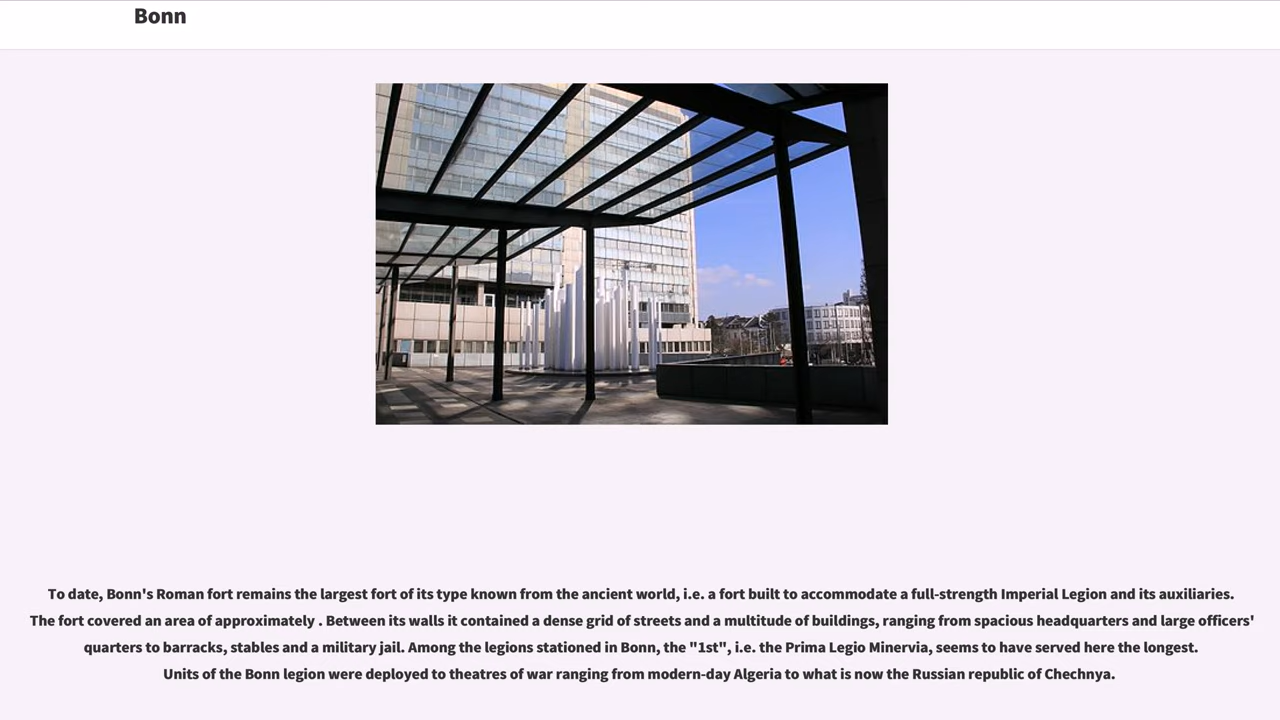 Bonn
To date, Bonn's Roman fort remains the largest fort of its type known from the ancient world, i.e. a fort built to accommodate a full-strength Imperial Legion and its auxiliaries.
The fort covered an area of approximately . Between its walls it contained a dense grid of streets and a multitude of buildings, ranging from spacious headquarters and large officers'
quarters to barracks, stables and a military jail. Among the legions stationed in Bonn, the "1st", i.e. the Prima Legio Minervia, seems to have served here the longest.
Units of the Bonn legion were deployed to theatres of war ranging from modern-day Algeria to what is now the Russian republic of Chechnya.